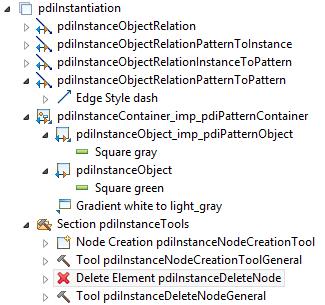 pdiInstantiation
pdiInstanceObjectRelation
pdiInstanceObjectRelationPatternToInstance
pdiInstanceObjectRelationInstanceToPattern
pdiInstanceObjectRelationPatternToPattern
Edge Style dash
pdiInstanceContainer_imp_pdiPatternContainer
pdiInstanceObject_imp_pdiPatternObject
Square gray
pdiInstanceObject
Square green
Gradient white to light_gray
Section pdiInstanceTools
Node Creation pdiInstanceNodeCreationTool
Tool pdiInstanceNodeCreationToolGeneral
Delete Element pdiInstanceDeleteNode
Tool pdiInstanceDeleteNodeGeneral